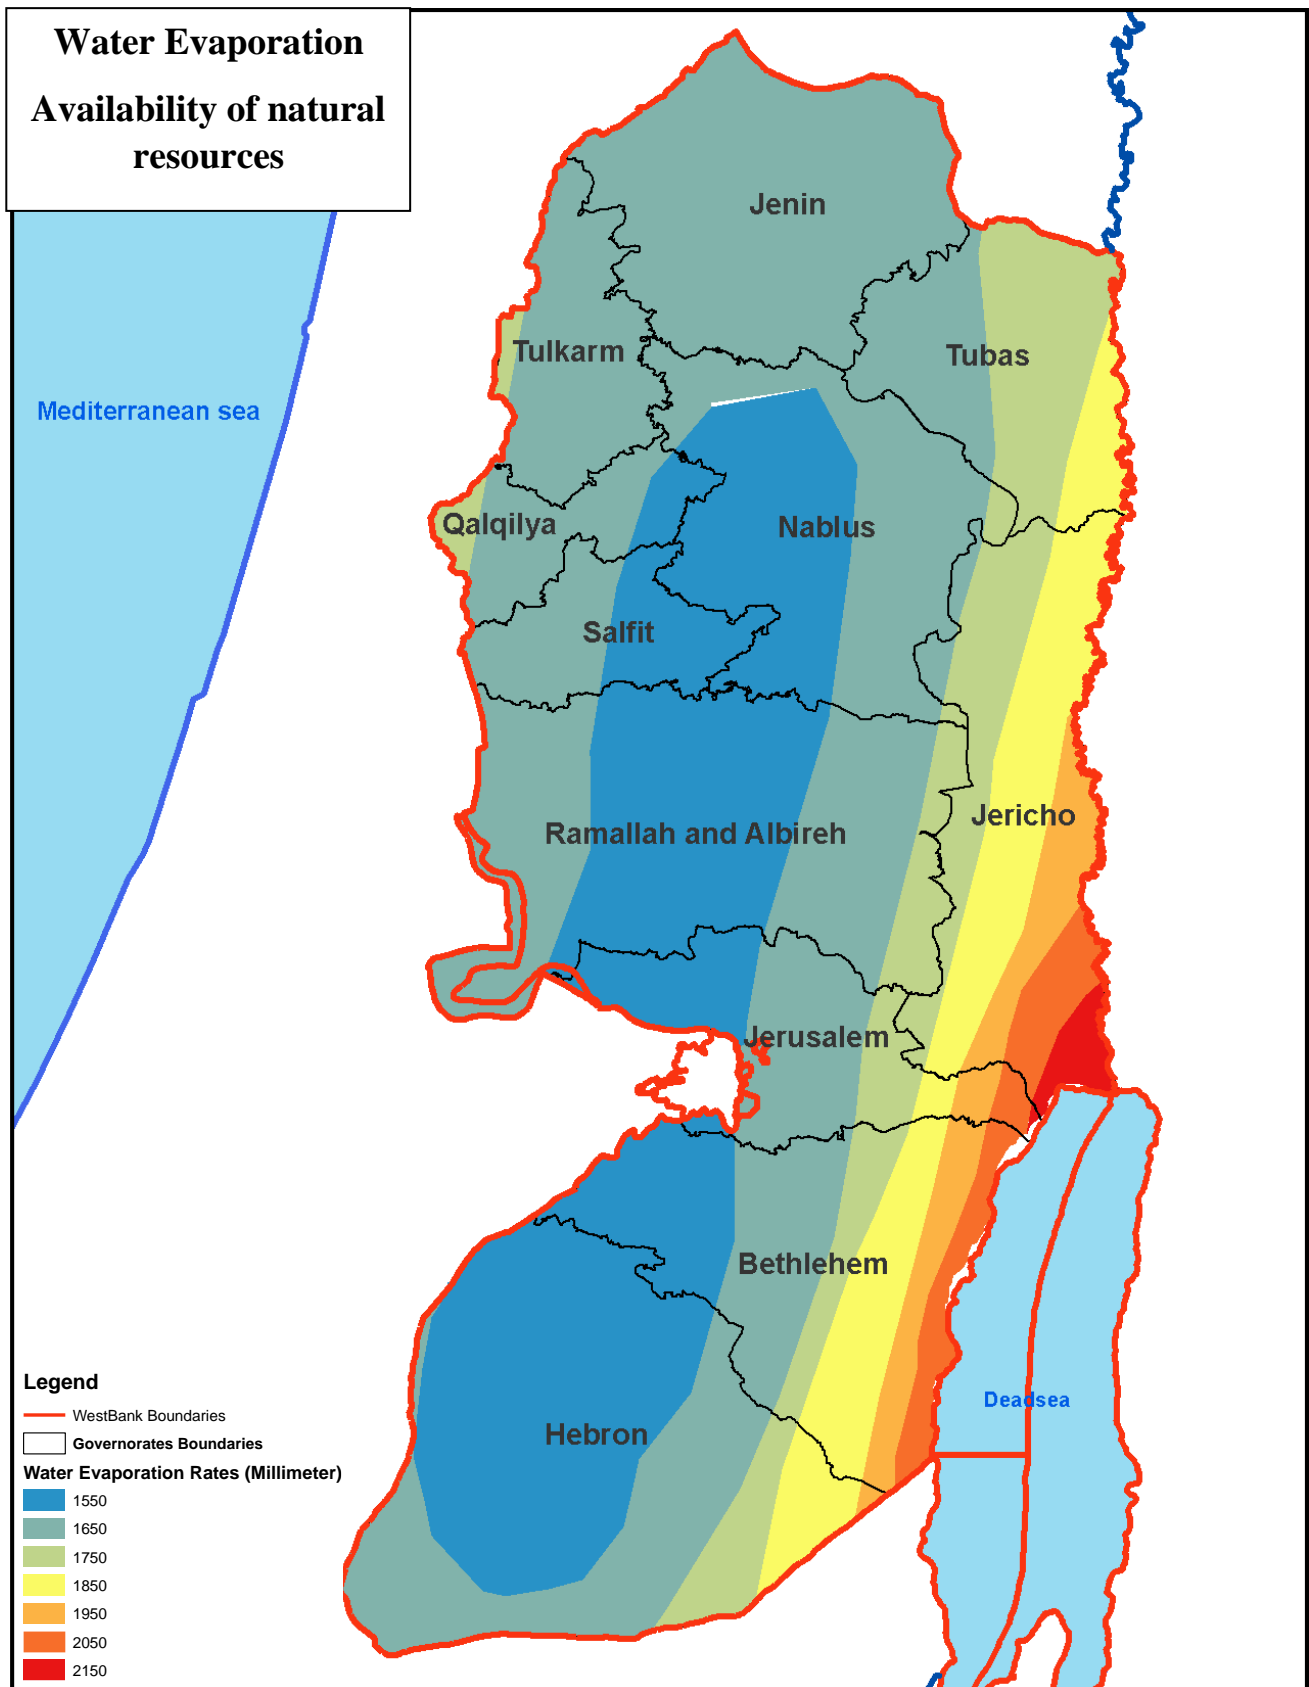 Water Evaporation
Availability of natural
resources
Jenin
Tulkarm
Tubas
Mediterranean sea
Qalqilya
Nablus
Salfit
Jericho
Ramallah and Albireh
Jerusalem
Bethlehem
Deadsea
Hebron
Legend
WestBank Boundaries
Governorates Boundaries
Water Evaporation Rates (Millimeter)
1550
1650
1750
1850
1950
2050
2150